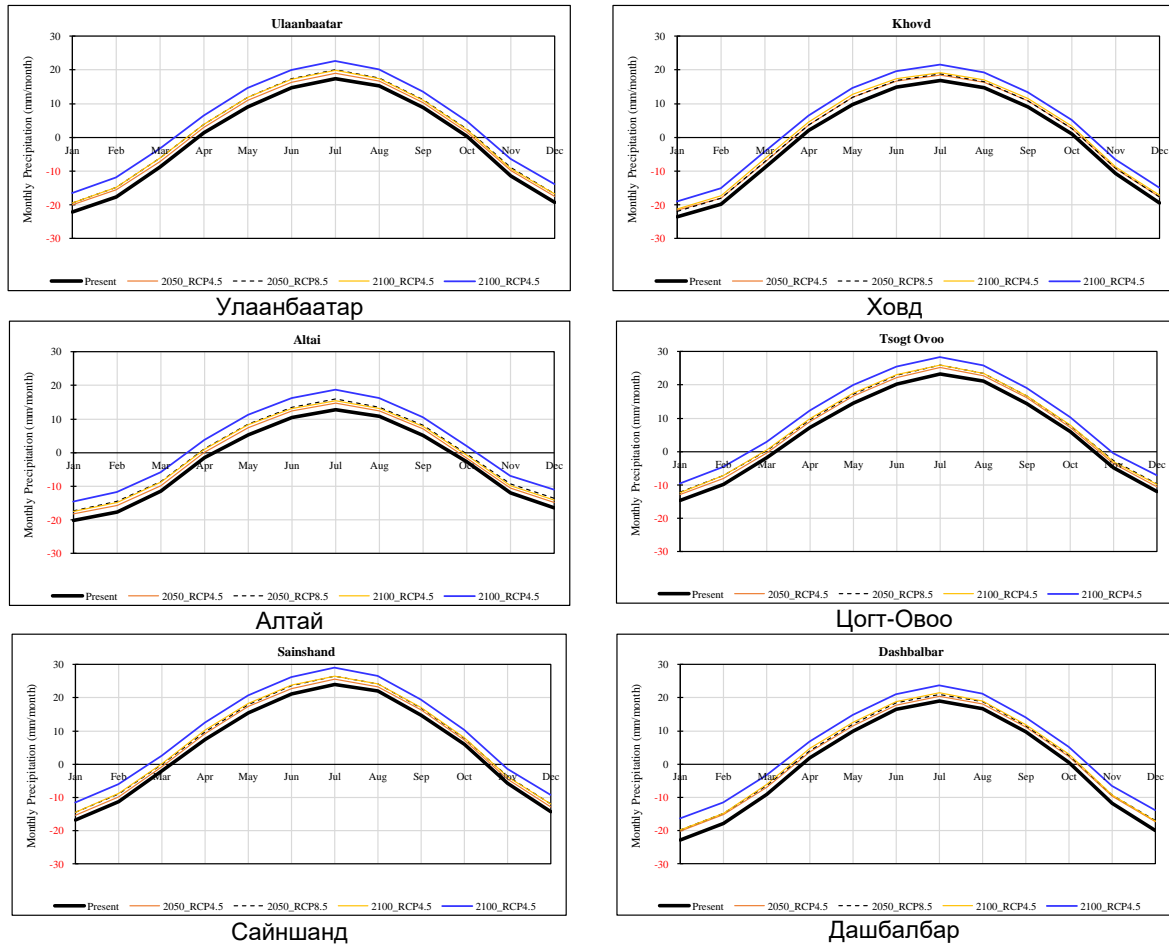 Ulaanbaatar
Monthly Precipitation (mm/month)
30
20
10
0
-10
-20
-30
Jan Feb Mar Apr May Jun Jul Aug Sep Oct Nov Dec
Present 2050_RCP4.5 2050_RCP8.5 2100_RCP4.5 2100_RCP4.5
Улаанбаатар
Khovd
Monthly Precipitation (mm/month)
30
20
10
0
-10
-20
-30
Jan Feb Mar Apr May Jun Jul Aug Sep Oct Nov Dec
Present 2050_RCP4.5 2050_RCP8.5 2100_RCP4.5 2100_RCP4.5
Ховд
Altai
Monthly Precipitation (mm/month)
30
20
10
0
-10
-20
-30
Jan Feb Mar Apr May Jun Jul Aug Sep Oct Nov Dec
Present 2050_RCP4.5 2050_RCP8.5 2100_RCP4.5 2100_RCP4.5
Алтай
Tsogt Ovoo
Monthly Precipitation (mm/month)
30
20
10
0
-10
-20
-30
Jan Feb Mar Apr May Jun Jul Aug Sep Oct Nov Dec
Present 2050_RCP4.5 2050_RCP8.5 2100_RCP4.5 2100_RCP4.5
Цогт-Овоо
Sainshand
Monthly Precipitation (mm/month)
30
20
10
0
-10
-20
-30
Jan Feb Mar Apr May Jun Jul Aug Sep Oct Nov Dec
Present 2050_RCP4.5 2050_RCP8.5 2100_RCP4.5 2100_RCP4.5
Сайншанд
Dashbalbar
Monthly Precipitation (mm/month)
30
20
10
0
-10
-20
-30
Jan Feb Mar Apr May Jun Jul Aug Sep Oct Nov Dec
Present 2050_RCP4.5 2050_RCP8.5 2100_RCP4.5 2100_RCP4.5
Дашбалбар